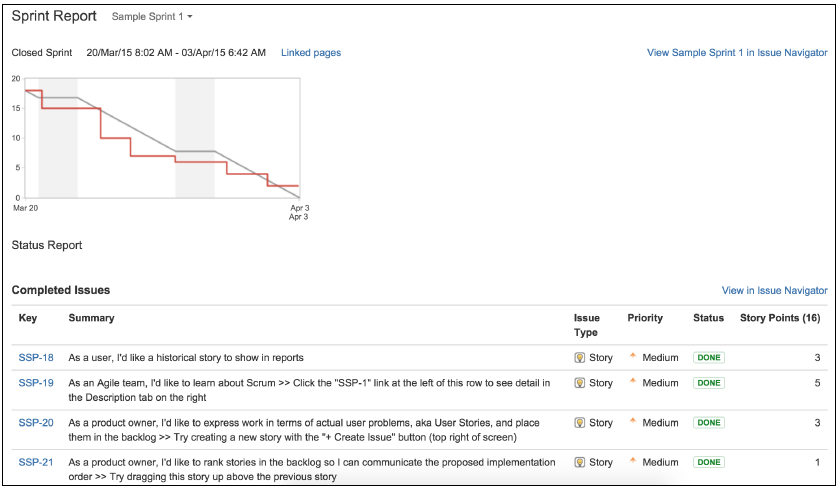 Sprint Report Sample Sprint 1
Closed Sprint 20/Mar/15 8:02 AM - 03/Apr/15 6:42 AM Linked pages View Sample Sprint 1 in Issue Navigator
20
15
10
5
0
Mar 20 Apr 3
Apr 3
Status Report
Completed Issues View in Issue Navigator
Key Summary Issue Priority Status Story Points (16)
Type
SSP-18 As a user, I'd like a historical story to show in reports Story Medium DONE 3
SSP-19 As an Agile team, I'd like to learn about Scrum >> Click the "SSP-1" link at the left of this row to see detail in Story Medium DONE 5
the Description tab on the right
SSP-20 As a product owner, I'd like to express work in terms of actual user problems, aka User Stories, and place Story Medium DONE 3
them in the backlog >> Try creating a new story with the "+ Create Issue" button (top right of screen)
SSP-21 As a product owner, I'd like to rank stories in the backlog so I can communicate the proposed implementation Story Medium DONE 1
order >> Try dragging this story up above the previous story